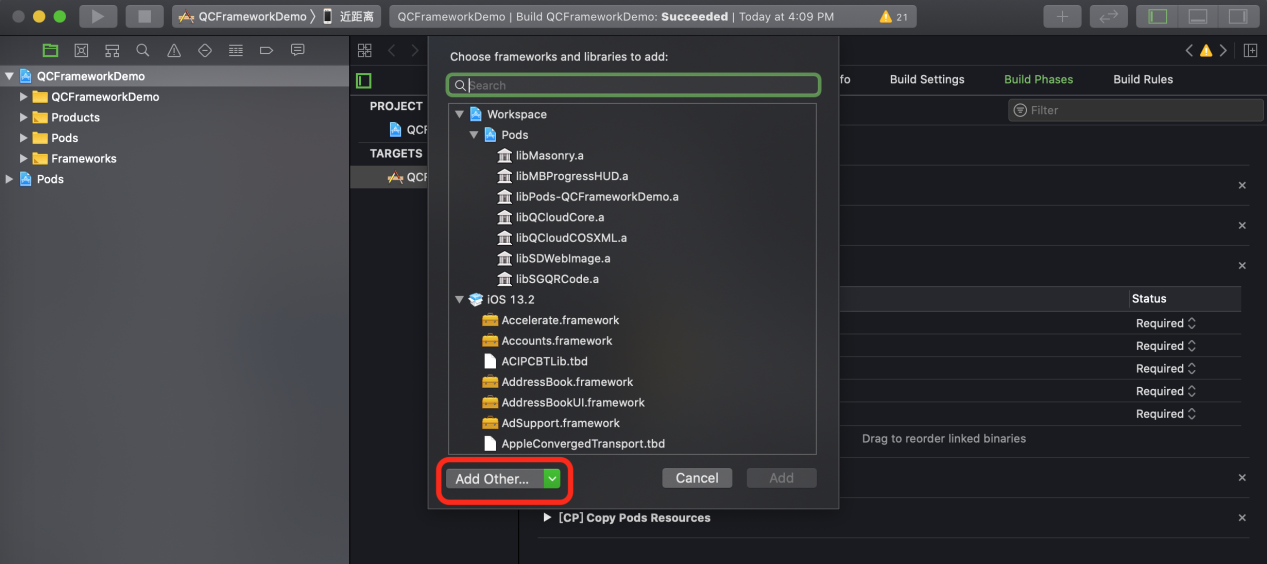 QCFrameworkDemo 〉 近距离
QCFrameworkDemo | Build QCFrameworkDemo: Succeeded | Today at 4:09 PM
21
QCFrameworkDemo
QCFrameworkDemo
Products
Pods
Frameworks
Pods
PROJECT
QCF
TARGETS
QCF
Choose frameworks and libraries to add:
Search
Workspace
Pods
libMasonry.a
libMBProgressHUD.a
libPods-QCFrameworkDemo.a
libQCloudCore.a
libQCloudCOSXML.a
libSDWebImage.a
libSGQRCode.a
iOS 13.2
Accelerate.framework
Accounts.framework
ACIPCBTLib.tbd
AddressBook.framework
AddressBookUI.framework
AdSupport.framework
AppleConvergedTransport.tbd
Add Other...
Cancel
Add
fo
Build Settings
Build Phases
Build Rules
Filter
Status
Required
Required
Required
Required
Required
Drag to reorder linked binaries
[CP] Copy Pods Resources